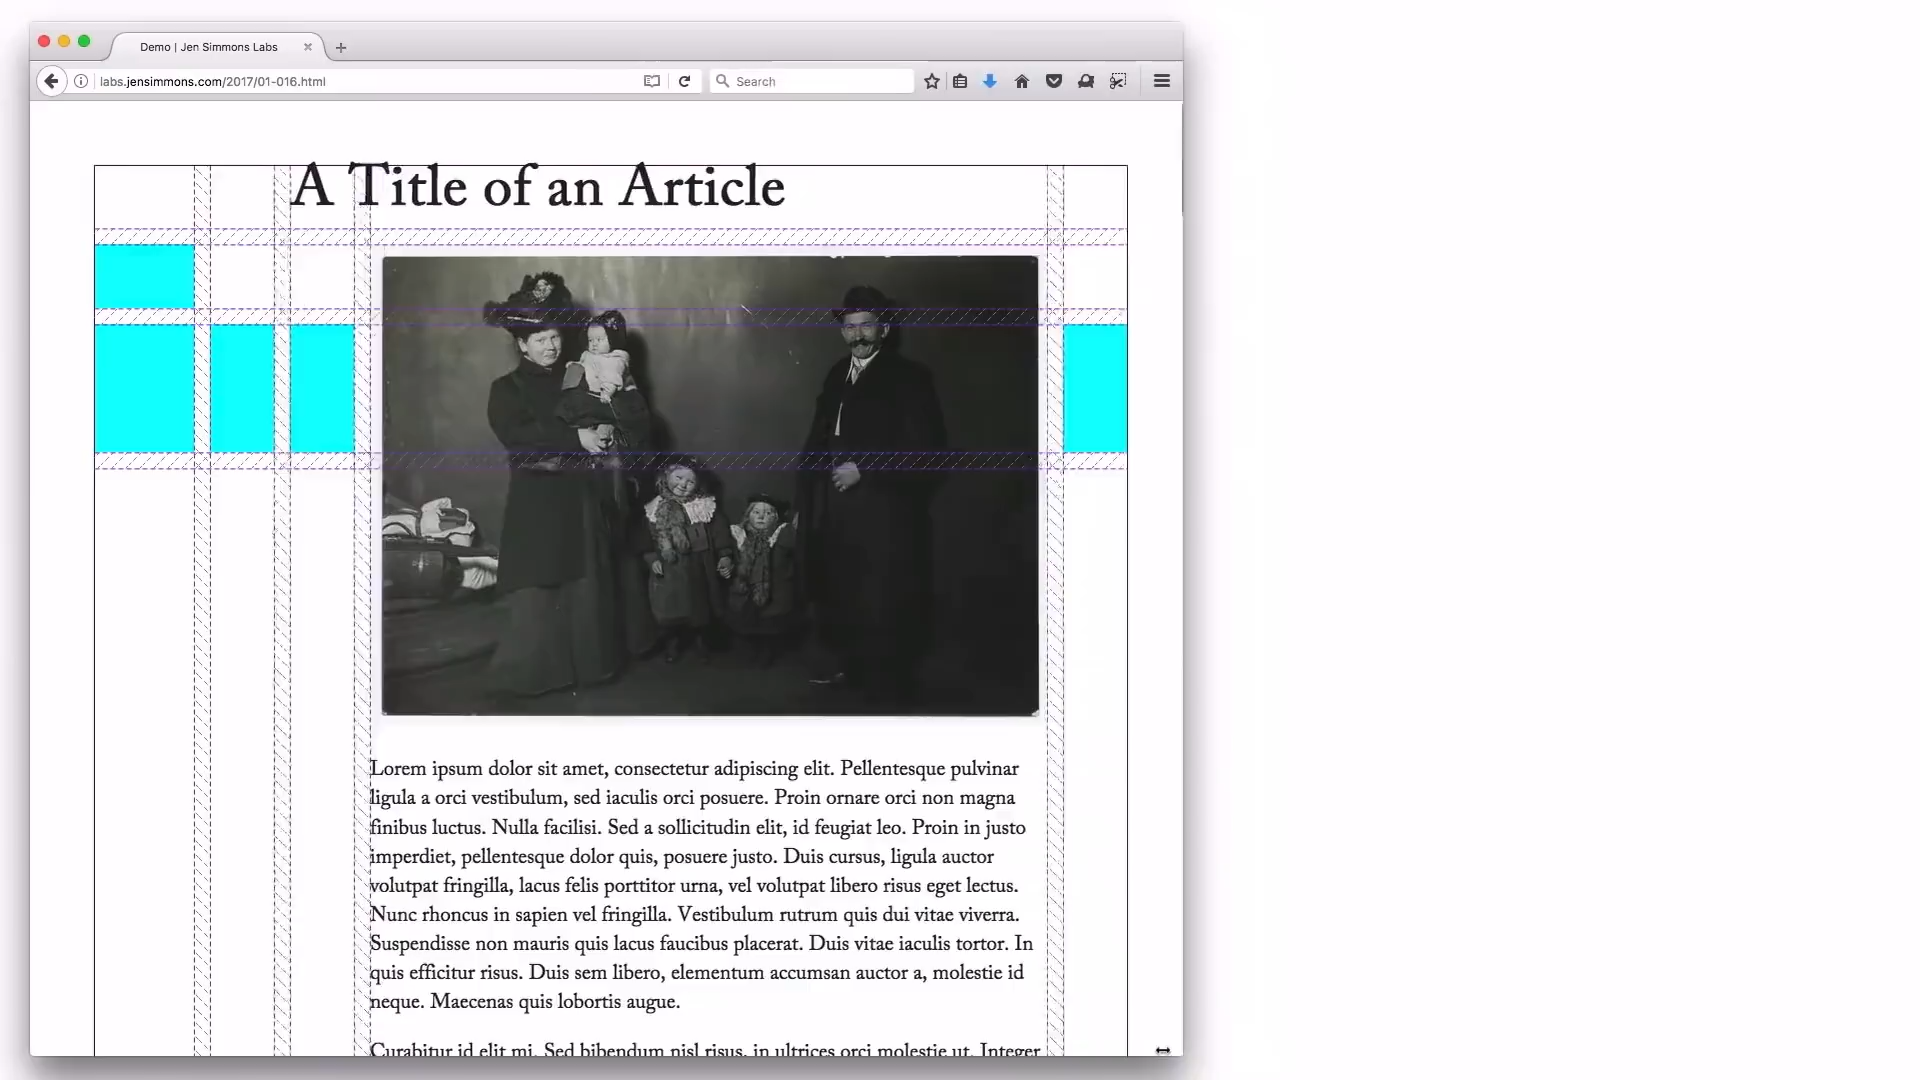 Demo | Jen Simmons Labs
labs.jensimmons.com/2017/01-016.html
Search
A Title of an Article
Lorem ipsum dolor sit amet, consectetur adipiscing elit. Pellentesque pulvinar
ligula a orci vestibulum, sed iaculis orci posuere. Proin ornare orci non magna
finibus luctus. Nulla facilisi. Sed a sollicitudin elit, id feugiat leo. Proin in justo
imperdiet, pellentesque dolor quis, posuere justo. Duis cursus, ligula auctor
volutpat fringilla, lacus felis porttitor urna, vel volutpat libero risus eget lectus.
Nunc rhoncus in sapien vel fringilla. Vestibulum rutrum quis dui vitae viverra.
Suspendisse non mauris quis lacus faucibus placerat. Duis vitae iaculis tortor. In
quis efficitur risus. Duis sem libero, elementum accumsan auctor a, molestie id
neque. Maecenas quis lobortis augue.
Curabitur id elit mi. Sed bibendum nisl risus, in ultrices orci molestie ut. Integer